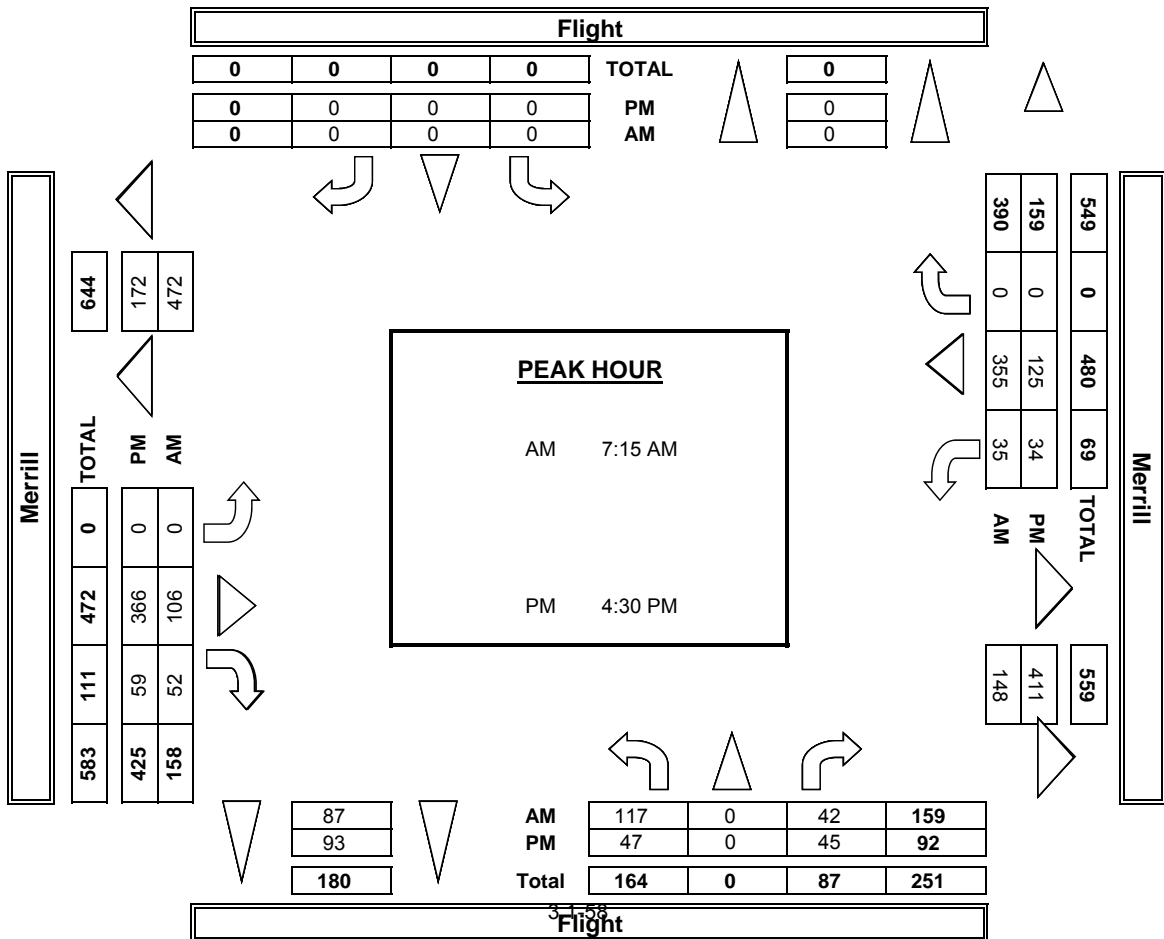 Flight
0 0 0 0 TOTAL 0
0 0 0 0 PM 0
0 0 0 0 AM 0
Merrill
644
172
472
TOTAL 0 472 111 583
PM 0 366 59 425
AM 0 106 52 158
PEAK HOUR
AM 7:15 AM
PM 4:30 PM
549 0 480 69 TOTAL
159 0 125 34 PM
390 0 355 35 AM
559
411
148
Merrill
87 AM 117 0 42 159
93 PM 47 0 45 92
180 Total 164 0 87 251
3-1-58
Flight